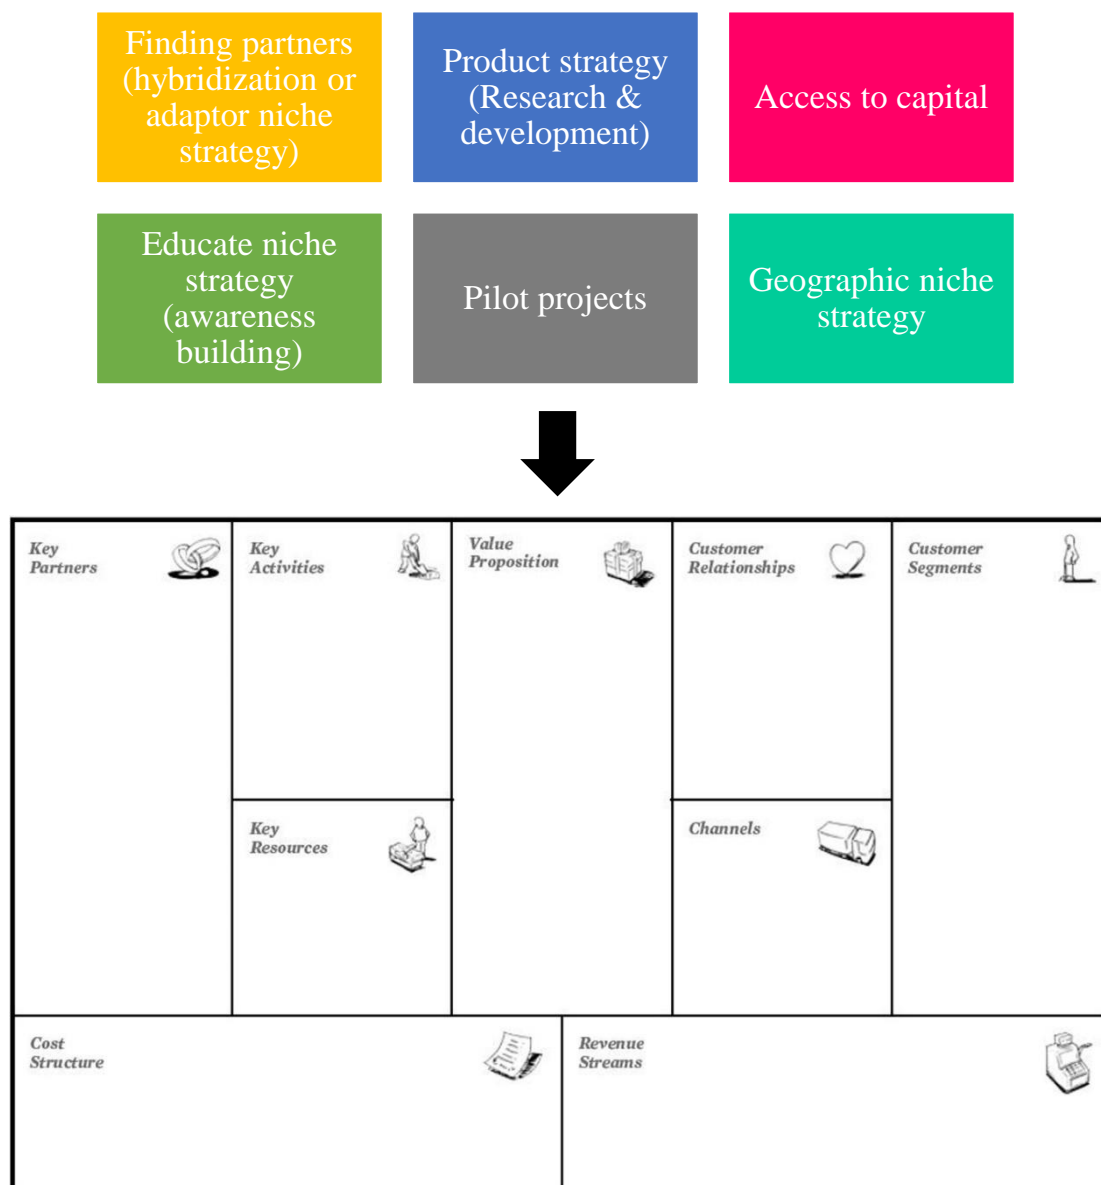 Finding partners
(hybridization or
adaptor niche
strategy)
Product strategy
(Research &
development)
Access to capital
Educate niche
strategy
(awareness
building)
Pilot projects
Geographic niche
strategy
Key
Partners
Key
Activities
Value
Proposition
Customer
Relationships
Customer
Segments
Key
Resources
Channels
Cost
Structure
Revenue
Streams